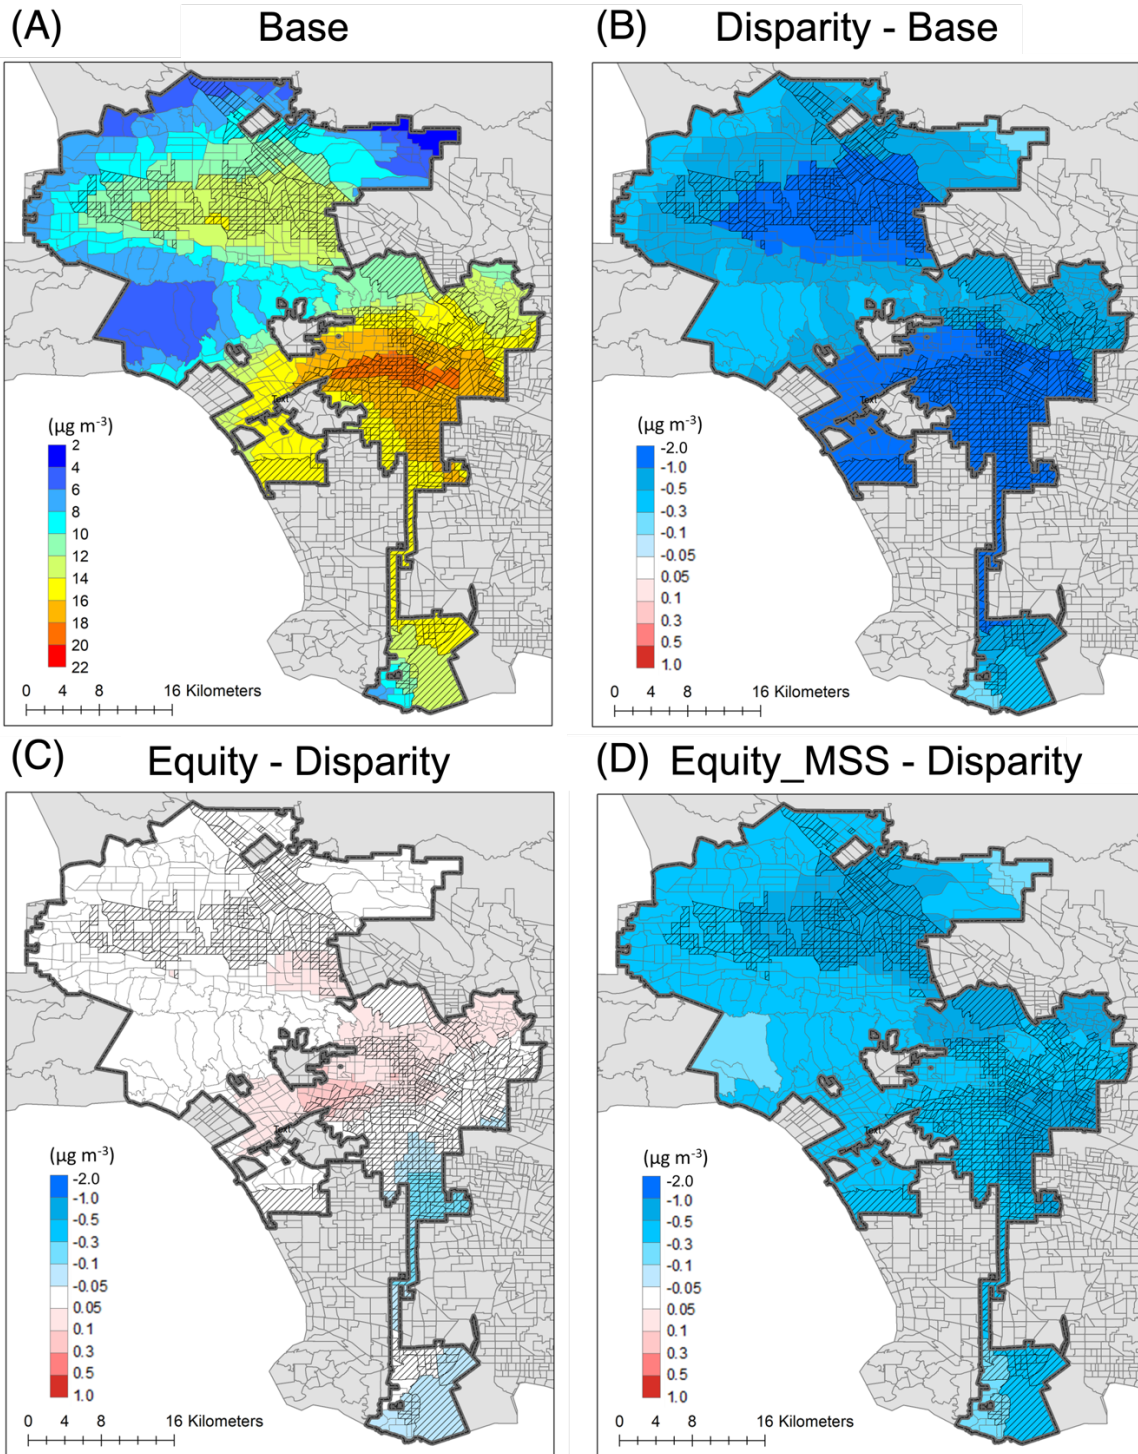 (A) Base
(B) Disparity - Base
Text
(µg m⁻³)
2
4
6
8
10
12
14
16
18
20
22
0 4 8 16 Kilometers
Text
(µg m⁻³)
-2.0
-1.0
-0.5
-0.3
-0.1
-0.05
0.05
0.1
0.3
0.5
1.0
0 4 8 16 Kilometers
(C) Equity - Disparity
(D) Equity_MSS - Disparity
Text
(µg m⁻³)
-2.0
-1.0
-0.5
-0.3
-0.1
-0.05
0.05
0.1
0.3
0.5
1.0
0 4 8 16 Kilometers
Text
(µg m⁻³)
-2.0
-1.0
-0.5
-0.3
-0.1
-0.05
0.05
0.1
0.3
0.5
1.0
0 4 8 16 Kilometers